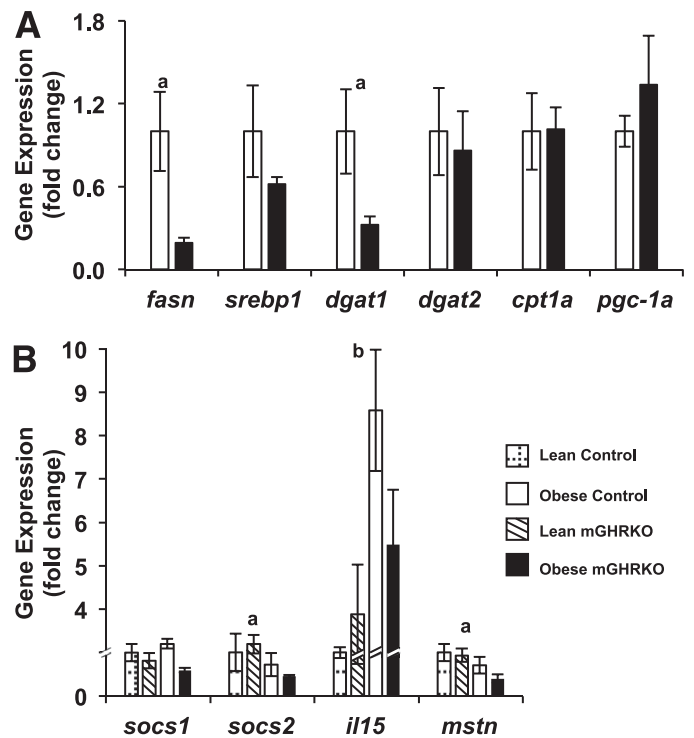 A
Gene Expression
(fold change)
1.8
1.2
0.6
0.0
a
a
fasn srebp1 dgat1 dgat2 cpt1a pgc-1a
B
Gene Expression
(fold change)
10
9
8
7
6
5
4
0
a
b
a
socs1 socs2 il15 mstn
Lean Control
Obese Control
Lean mGHRKO
Obese mGHRKO